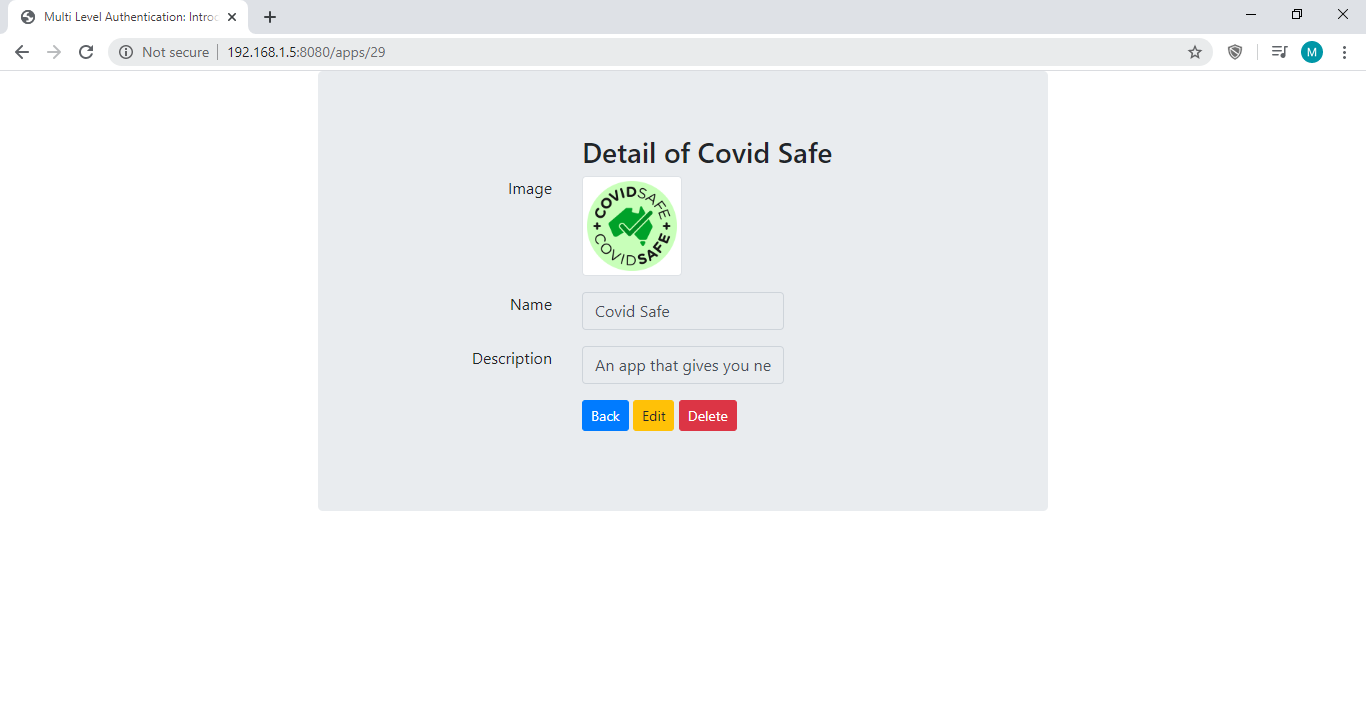 Multi Level Authentication: Introd
Not secure
192.168.1.5:8080/apps/29
M
Detail of Covid Safe
Image
COVIDSAFE
COVIDSAFE
Name
Covid Safe
Description
An app that gives you ne
Back Edit Delete